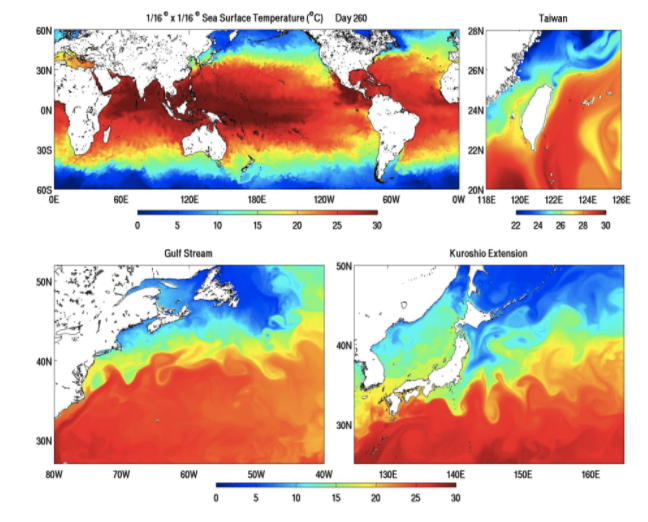 1/16 ° x 1/16 ° Sea Surface Temperature (°C) Day 260
Taiwan
60N
30N
0N
30S
60S
0E 60E 120E 180E 120W 60W 0W
0 5 10 15 20 25 30
28N
26N
24N
22N
20N
118E 120E 122E 124E 126E
22 24 26 28 30
Gulf Stream
Kuroshio Extension
50N
40N
30N
80W 70W 60W 50W 40W
50N
40N
30N
130E 140E 150E 160E
0 5 10 15 20 25 30